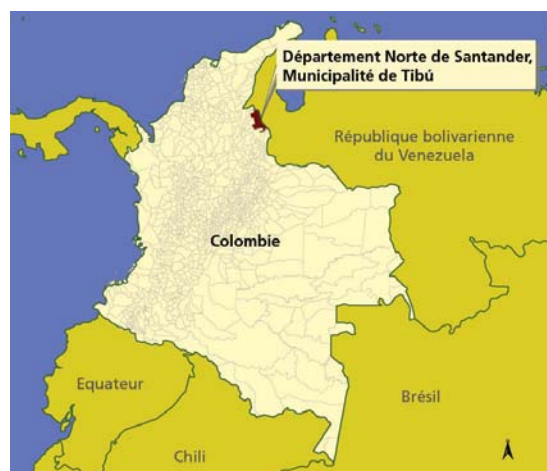 Département Norte de Santander,
Municipalité de Tibú
République bolivarienne
du Venezuela
Colombie
Equateur
Brésil
Chili